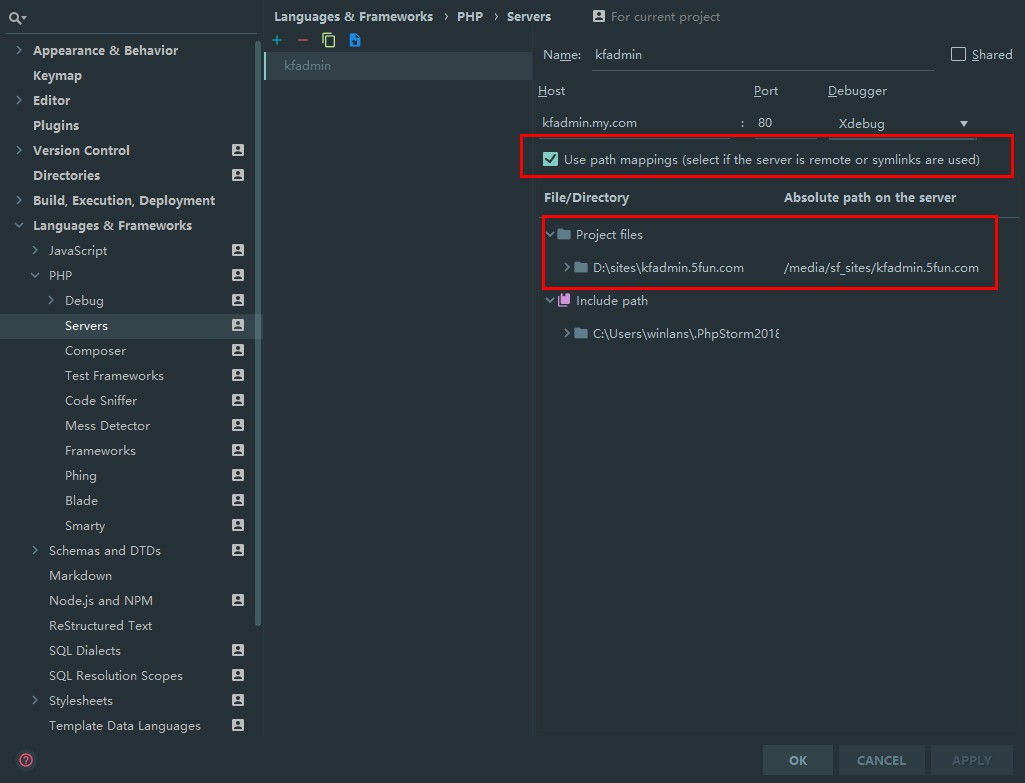 Languages & Frameworks › PHP › Servers For current project
Appearance & Behavior
Keymap
Editor
Plugins
Version Control
Directories
Build, Execution, Deployment
Languages & Frameworks
JavaScript
PHP
Debug
Servers
Composer
Test Frameworks
Code Sniffer
Mess Detector
Frameworks
Phing
Blade
Smarty
Schemas and DTDs
Markdown
Node.js and NPM
ReStructured Text
SQL Dialects
SQL Resolution Scopes
Stylesheets
Template Data Languages
kfadmin
Name: kfadmin Shared
Host Port Debugger
kfadmin.my.com : 80 Xdebug
Use path mappings (select if the server is remote or symlinks are used)
File/Directory Absolute path on the server
Project files
D:\sites\kfadmin.5fun.com /media/sf_sites/kfadmin.5fun.com
Include path
C:\Users\winlans\.PhpStorm2018
OK CANCEL APPLY